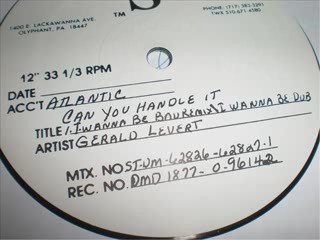 1400 E. LACKAWANNA AVE.
OLYPHANT, PA 18447
S
TM
PHONE: (717) 383-3291
TWX 510-671-4580
12" 33 1/3 RPM
DATE
ACC'T ATLANTIC
CAN YOU HANDLE IT
TITLE I WANNA BE I WANNA BE DUB
ARTIST GERALD LEVERT
MTX. NO ST-DM-62826-62827-1
REC. NO. DMD 1877- 0-96142